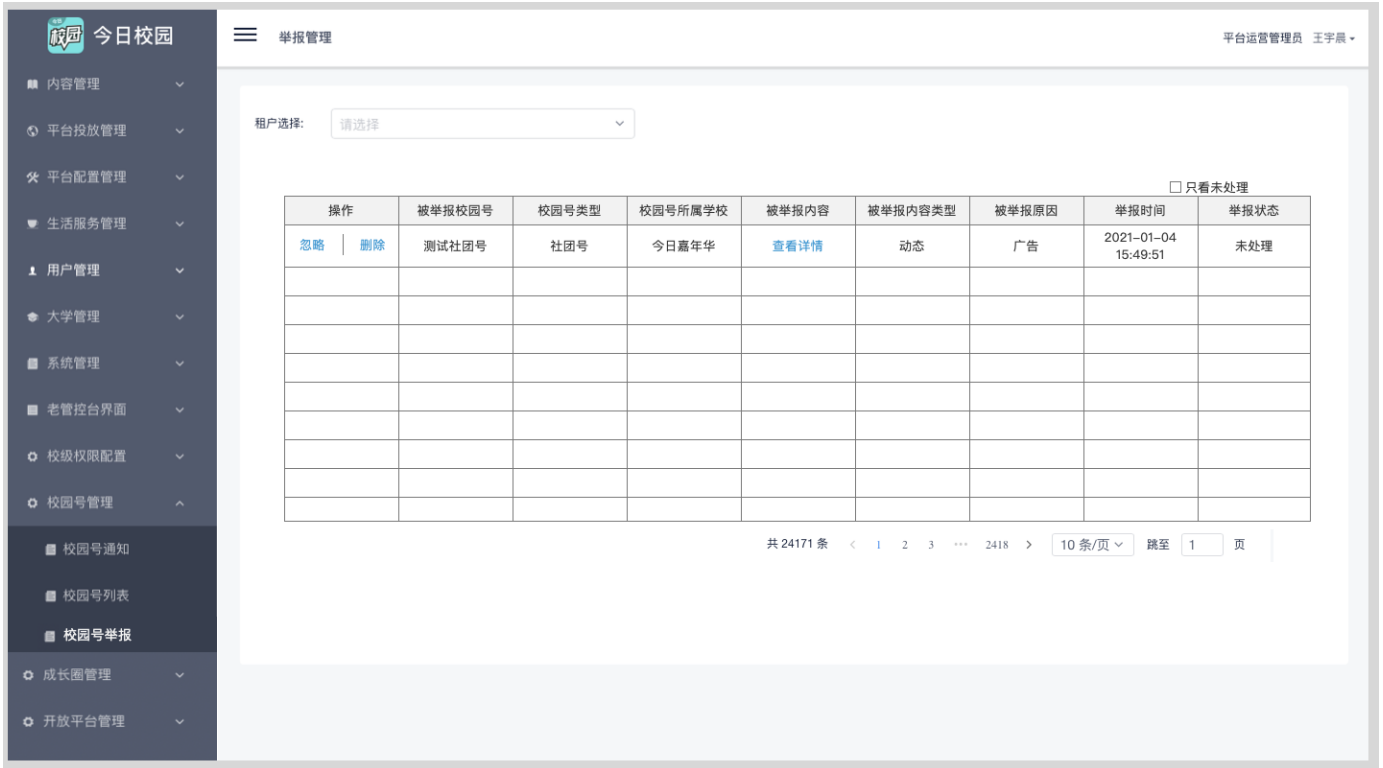 校园 今日校园
举报管理
平台运营管理员 王宇晨
内容管理
平台投放管理
平台配置管理
生活服务管理
用户管理
大学管理
系统管理
老管控台界面
校级权限配置
校园号管理
校园号通知
校园号列表
校园号举报
成长圈管理
开放平台管理
租户选择: 请选择
只看未处理
操作 被举报校园号 校园号类型 校园号所属学校 被举报内容 被举报内容类型 被举报原因 举报时间 举报状态
忽略 删除 测试社团号 社团号 今日嘉年华 查看详情 动态 广告 2021-01-04 15:49:51 未处理
共 24171 条 < 1 2 3 ··· 2418 > 10 条/页 跳至 1 页